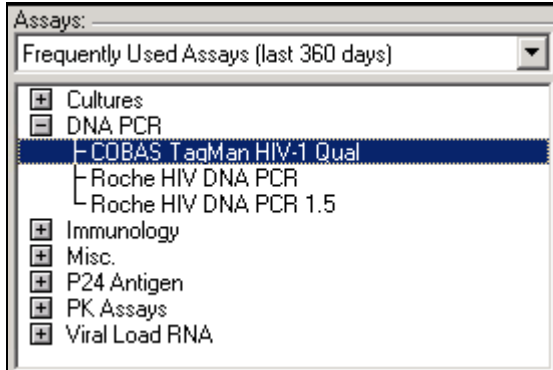 Assays:
Frequently Used Assays (last 360 days)
Cultures
DNA PCR
COBAS TaqMan HIV-1 Qual
Roche HIV DNA PCR
Roche HIV DNA PCR 1.5
Immunology
Misc.
P24 Antigen
PK Assays
Viral Load RNA